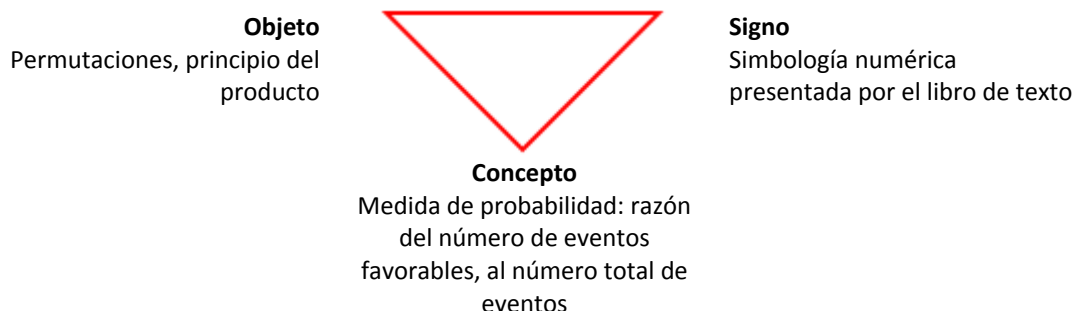 Objeto
Permutaciones, principio del
producto
Signo
Simbología numérica
presentada por el libro de texto
Concepto
Medida de probabilidad: razón
del número de eventos
favorables, al número total de
eventos